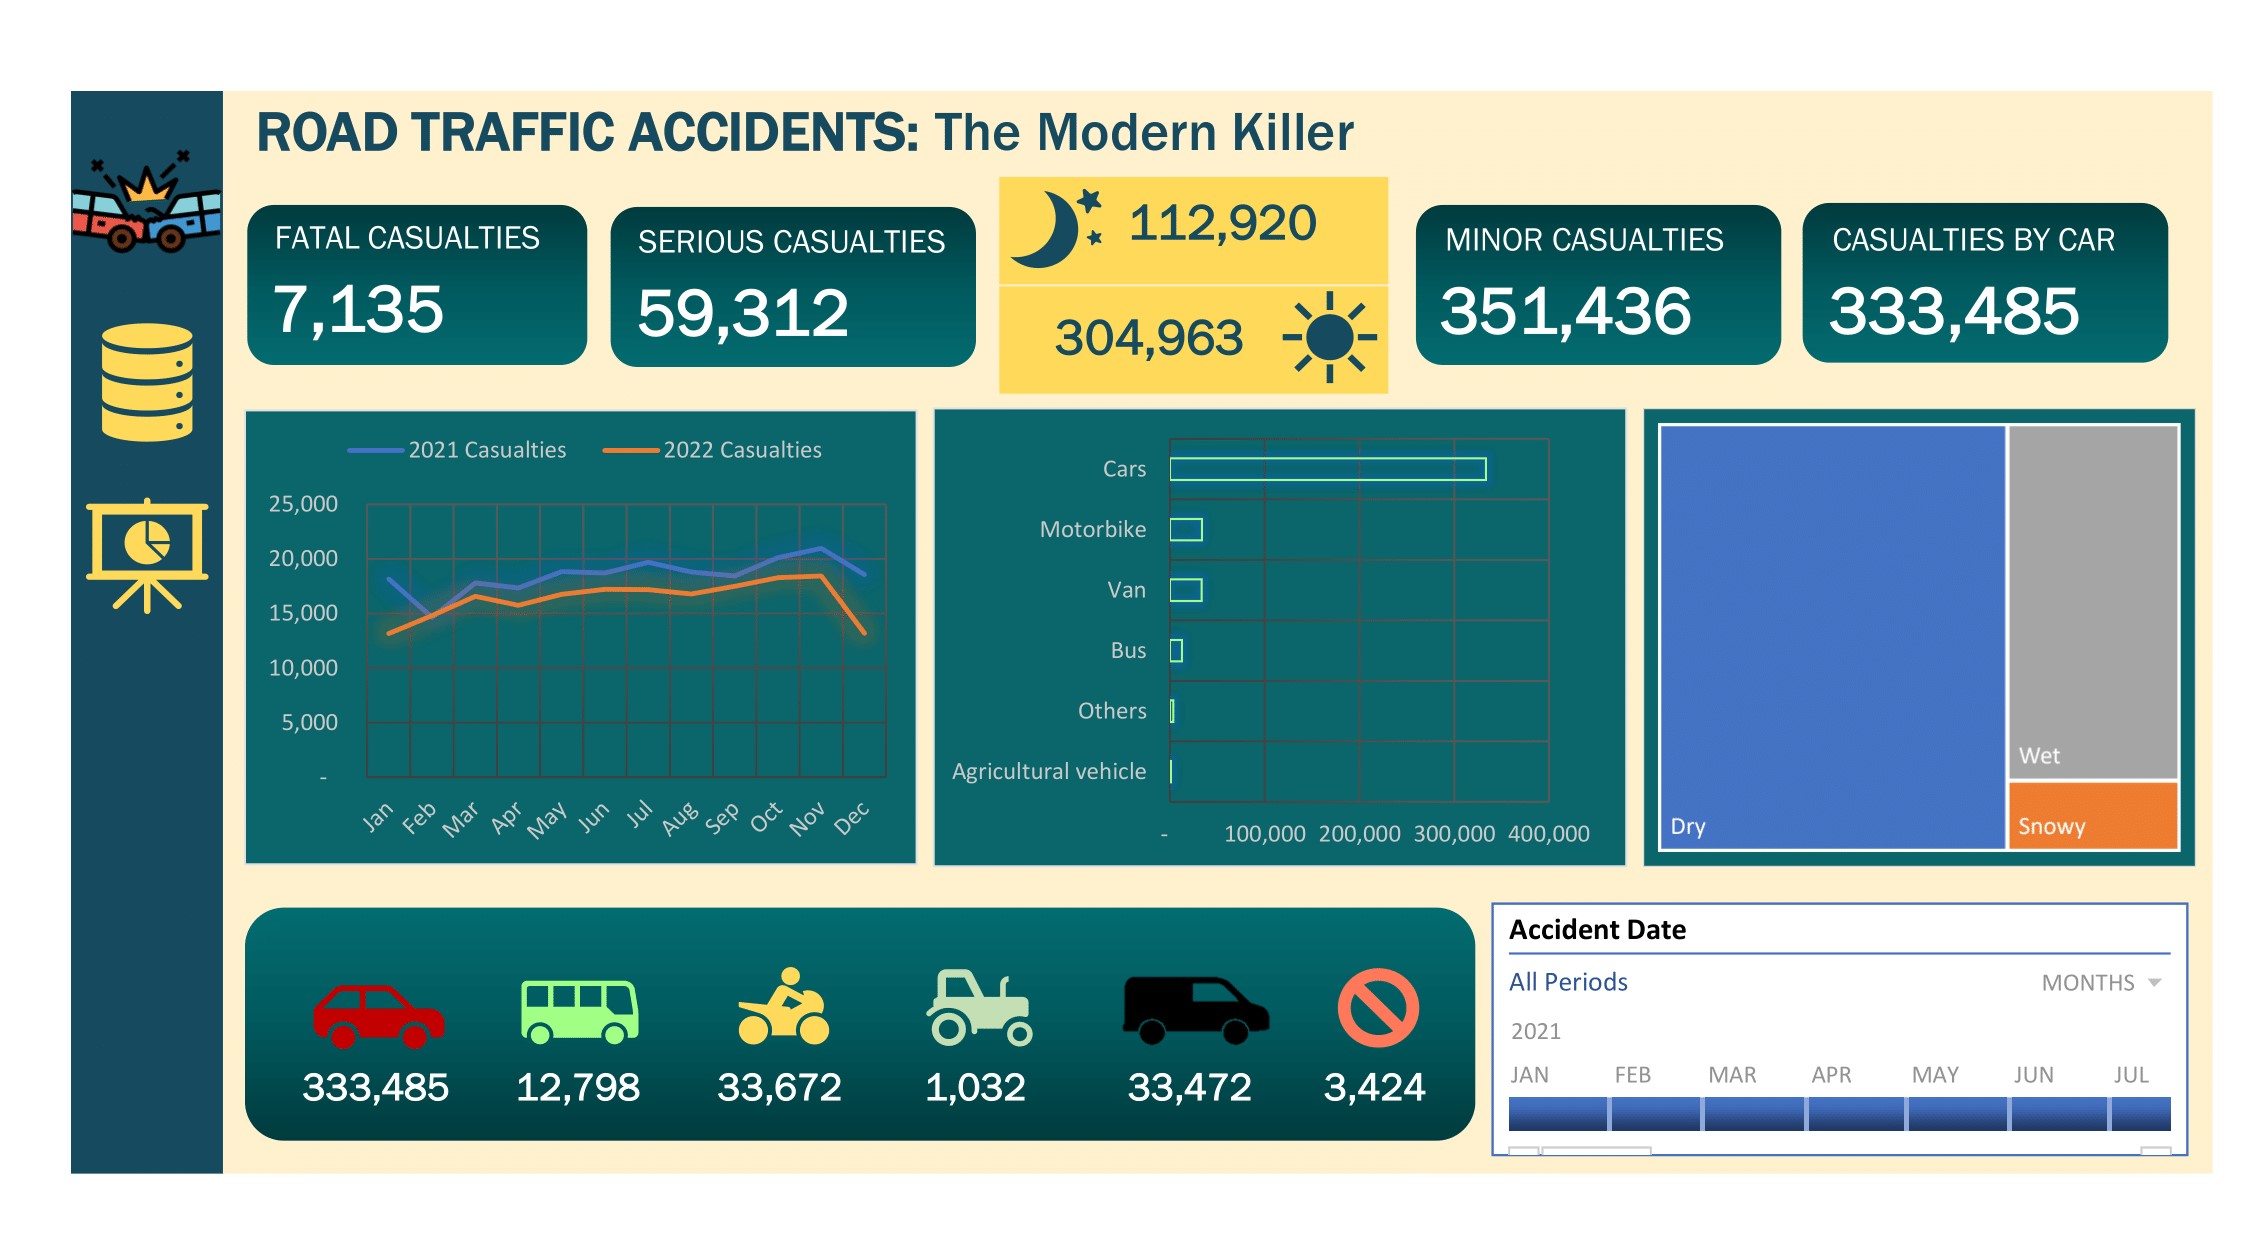 ROAD TRAFFIC ACCIDENTS: The Modern Killer
FATAL CASUALTIES
7,135
SERIOUS CASUALTIES
59,312
112,920
304,963
MINOR CASUALTIES
351,436
CASUALTIES BY CAR
333,485
2021 Casualties
2022 Casualties
25,000
20,000
15,000
10,000
5,000
-
Jan
Feb
Mar
Apr
May
Jun
Jul
Aug
Sep
Oct
Nov
Dec
Cars
Motorbike
Van
Bus
Others
Agricultural vehicle
-
100,000
200,000
300,000
400,000
Dry
Wet
Snowy
333,485
12,798
33,672
1,032
33,472
3,424
Accident Date
All Periods
MONTHS
2021
JAN
FEB
MAR
APR
MAY
JUN
JUL